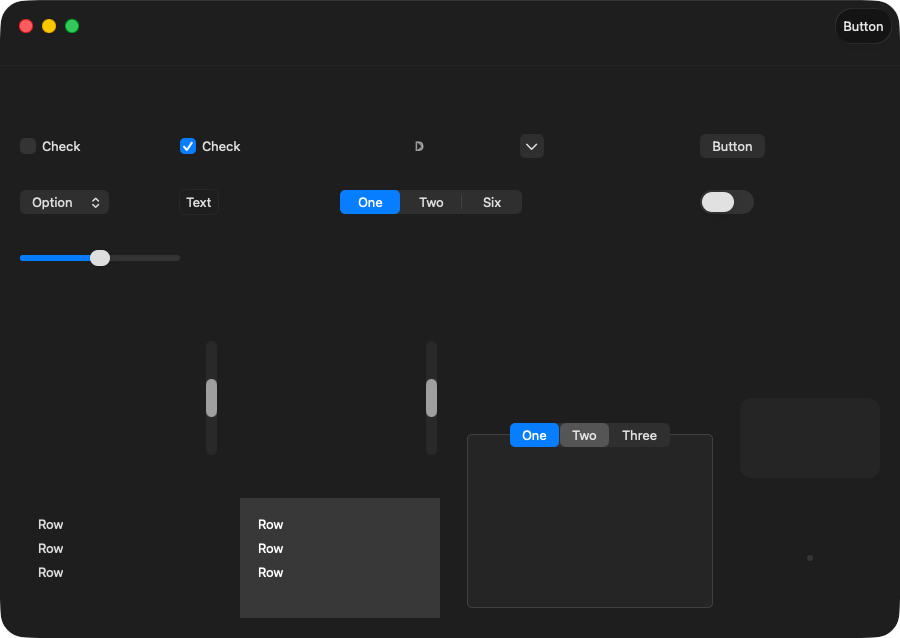 Button
Check
Check
Button
Option
Text
One
Two
Six
One
Two
Three
Row
Row
Row
Row
Row
Row